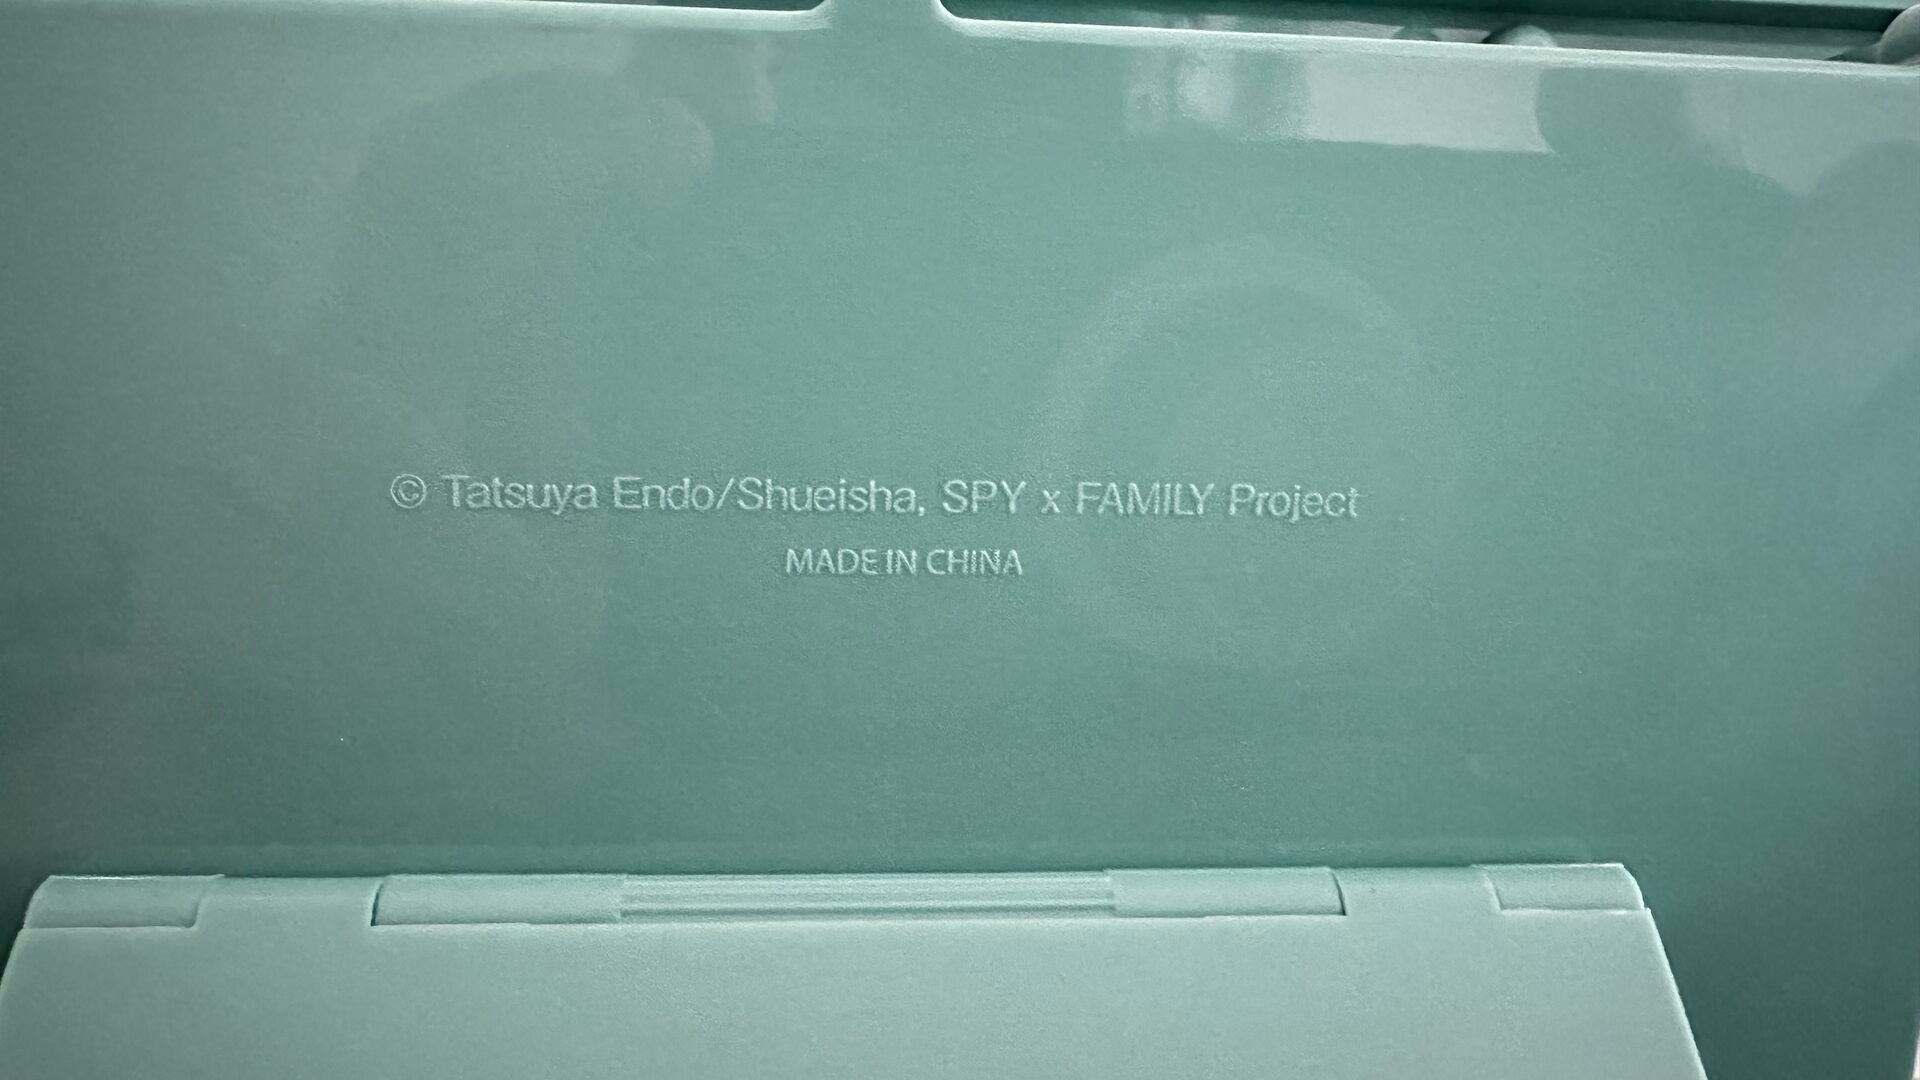 © Tatsuya Endo/Shueisha, SPY x FAMILY Project
MADE IN CHINA